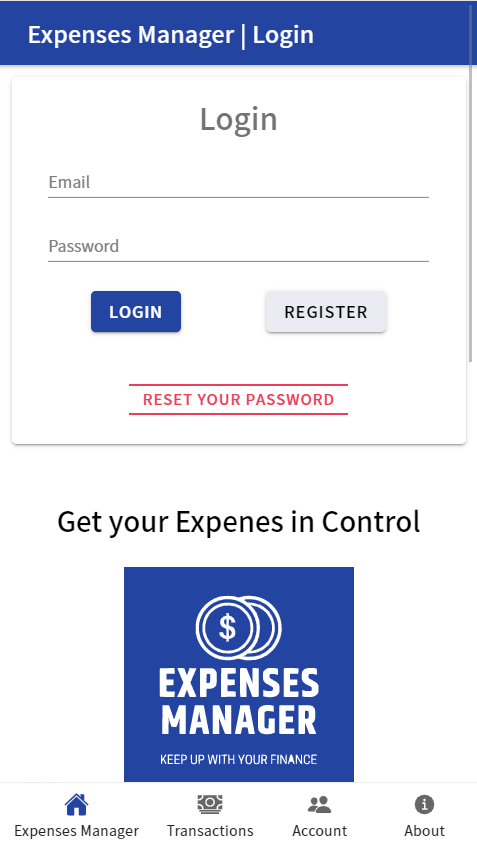 Expenses Manager | Login
Login
Email
Password
LOGIN
REGISTER
RESET YOUR PASSWORD
Get your Expenes in Control
$
EXPENSES
MANAGER
KEEP UP WITH YOUR FINANCE
Expenses Manager
Transactions
Account
About